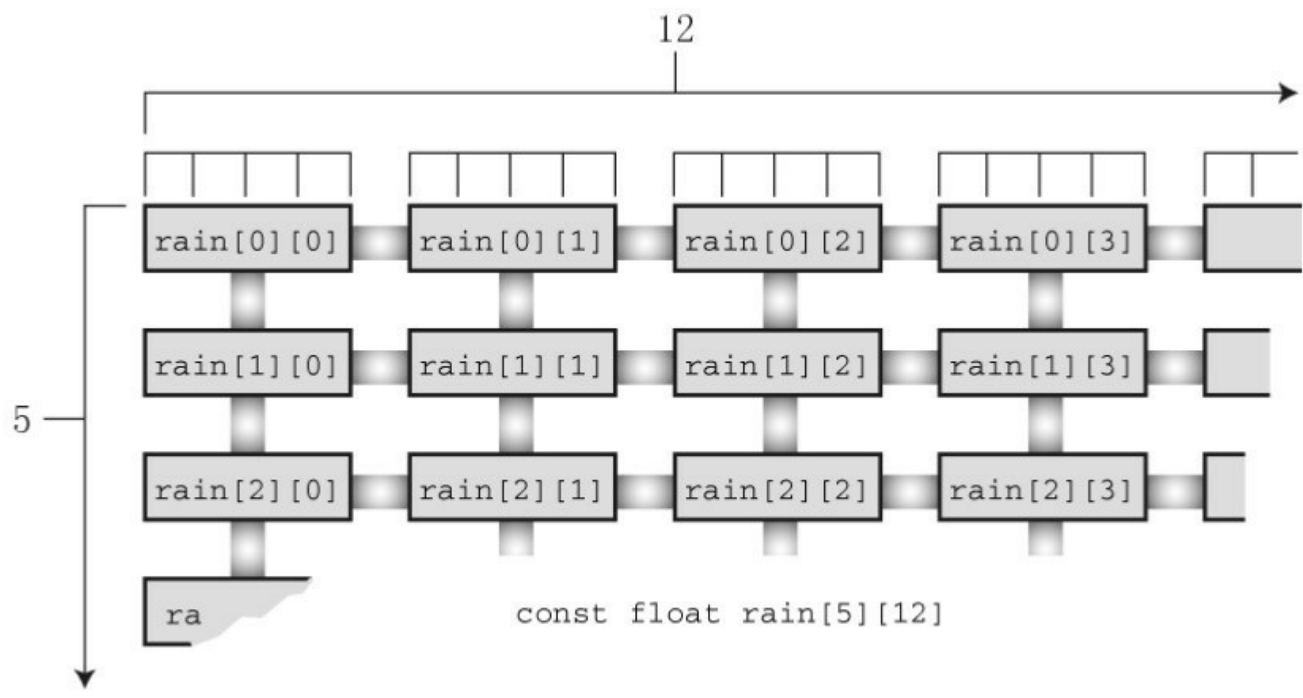 12
rain[0][0] rain[0][1] rain[0][2] rain[0][3]
rain[1][0] rain[1][1] rain[1][2] rain[1][3]
5
rain[2][0] rain[2][1] rain[2][2] rain[2][3]
ra
const float rain[5][12]